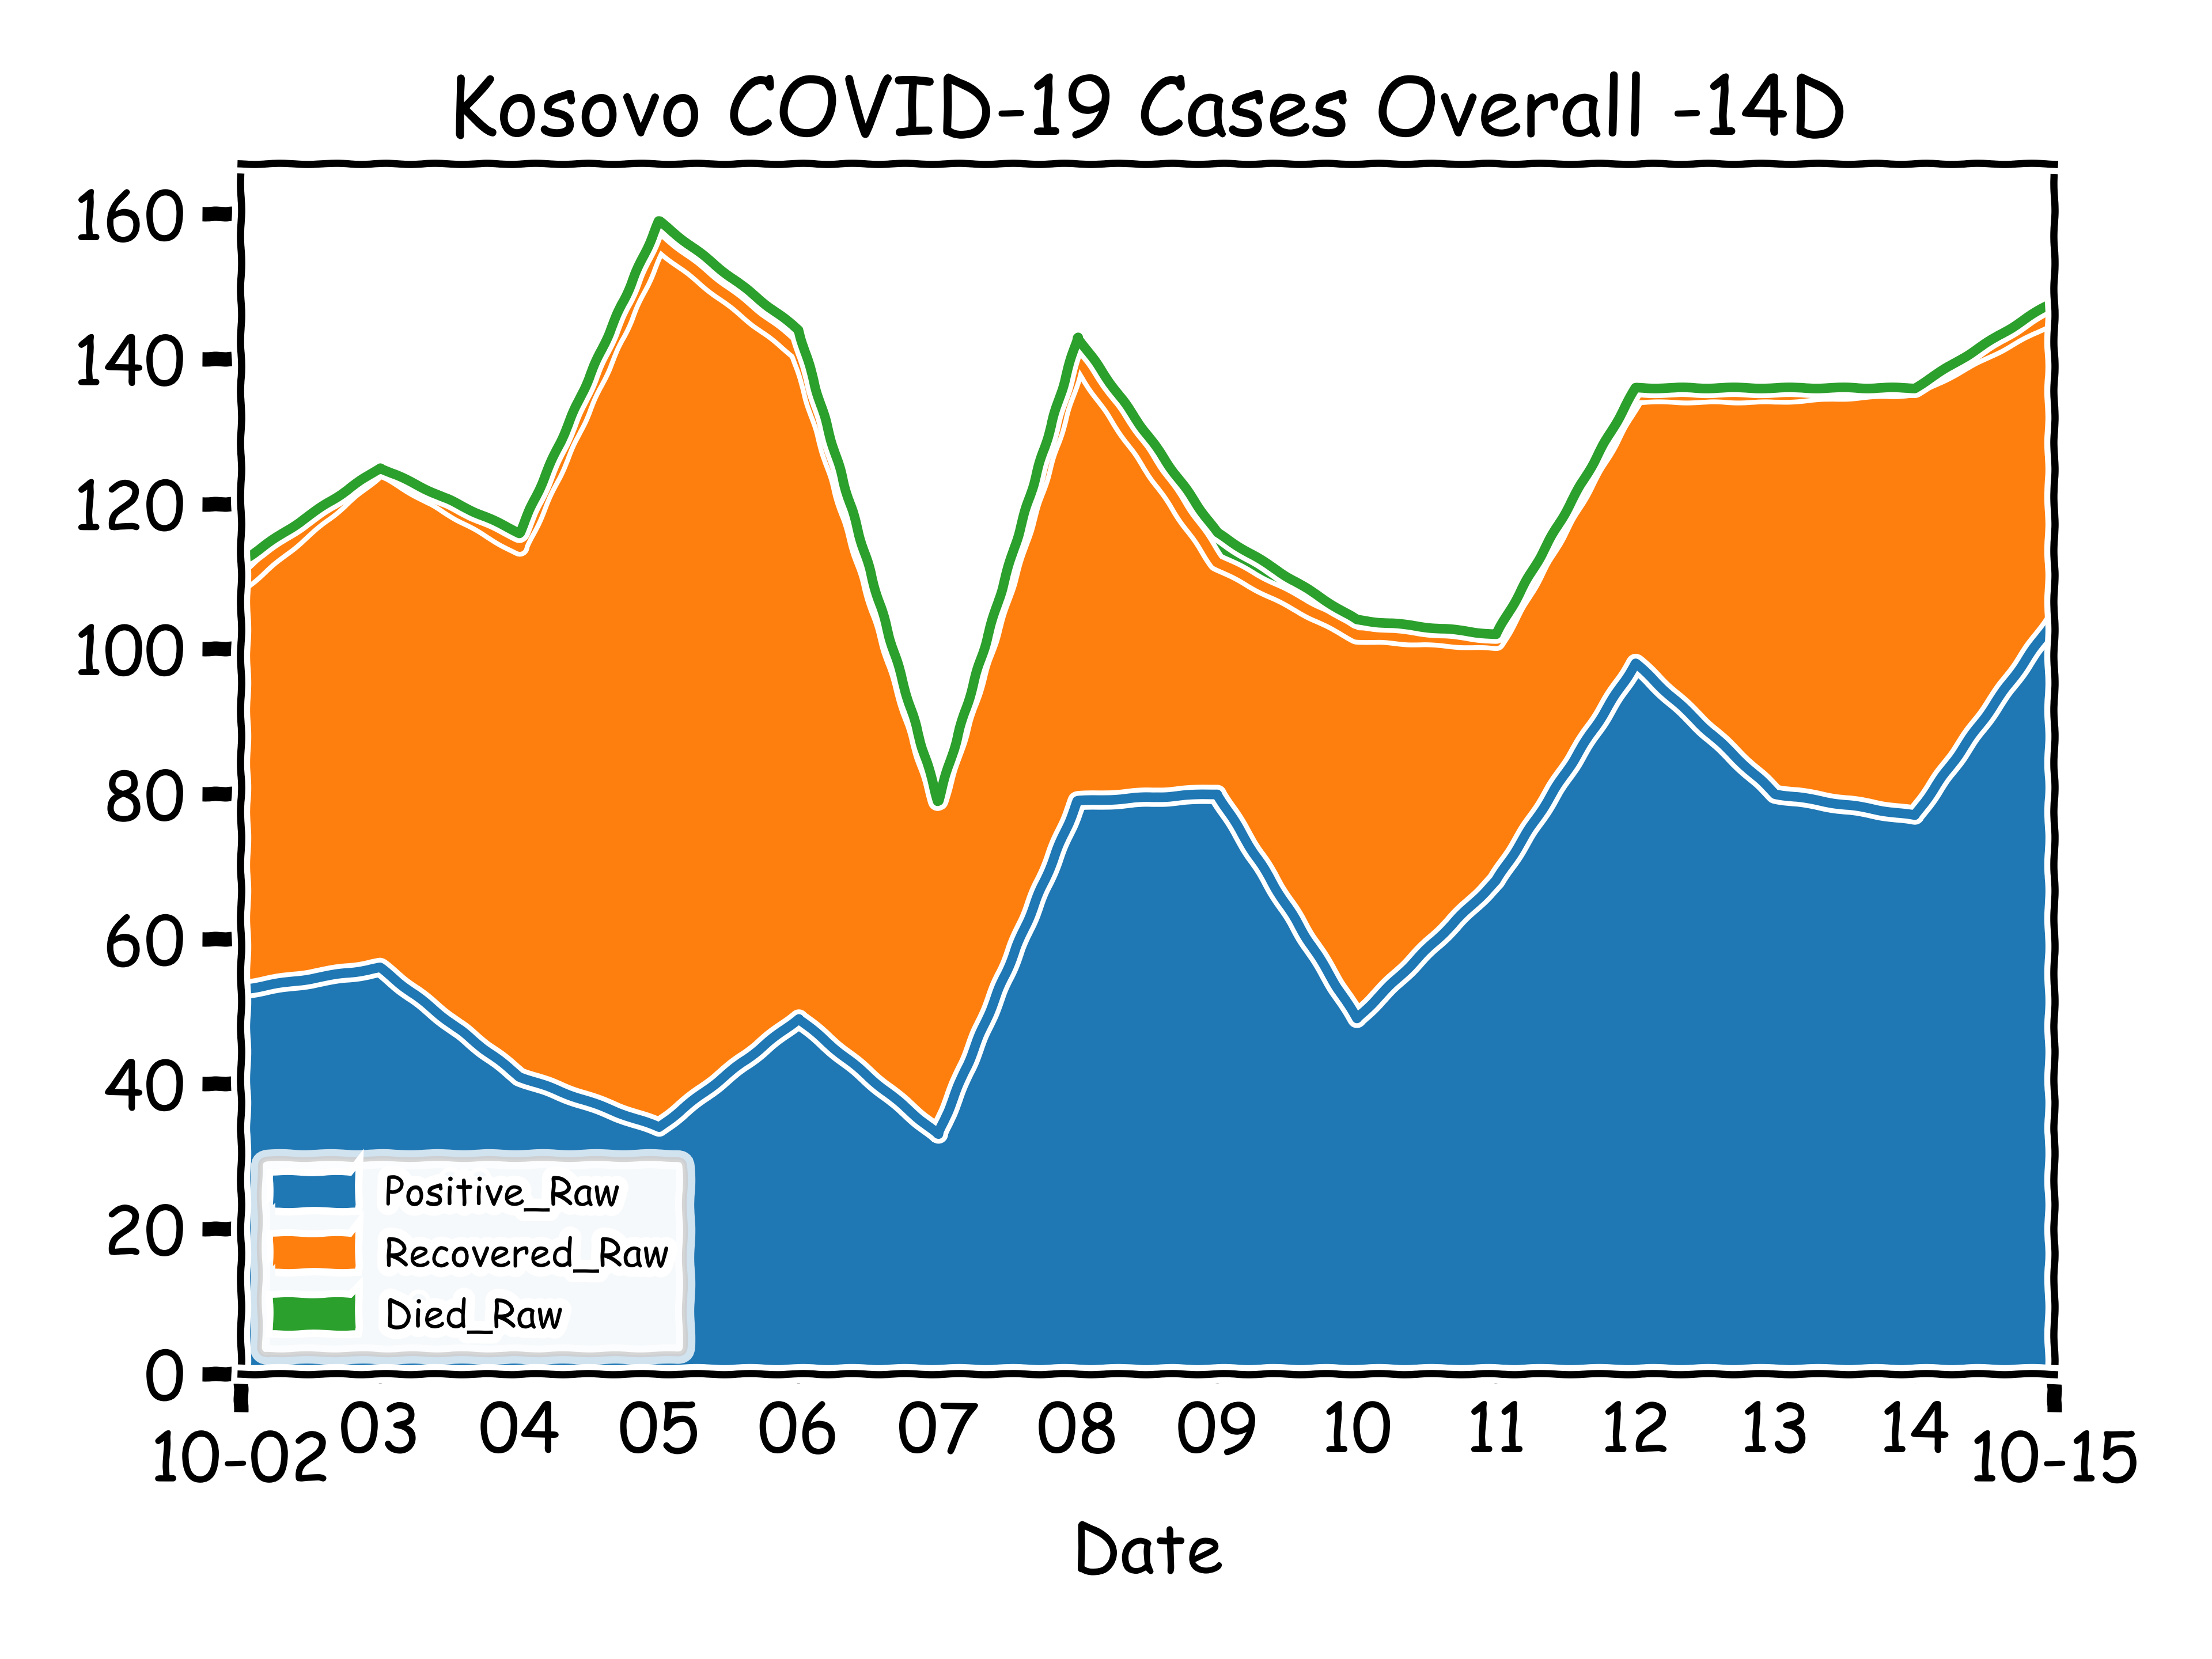 Kosovo COVID-19 Cases Overall -14D
160
140
120
100
80
60
40
20
0
Positive_Raw
Recovered_Raw
Died_Raw
10-02 03 04 05 06 07 08 09 10 11 12 13 14 10-15
Date